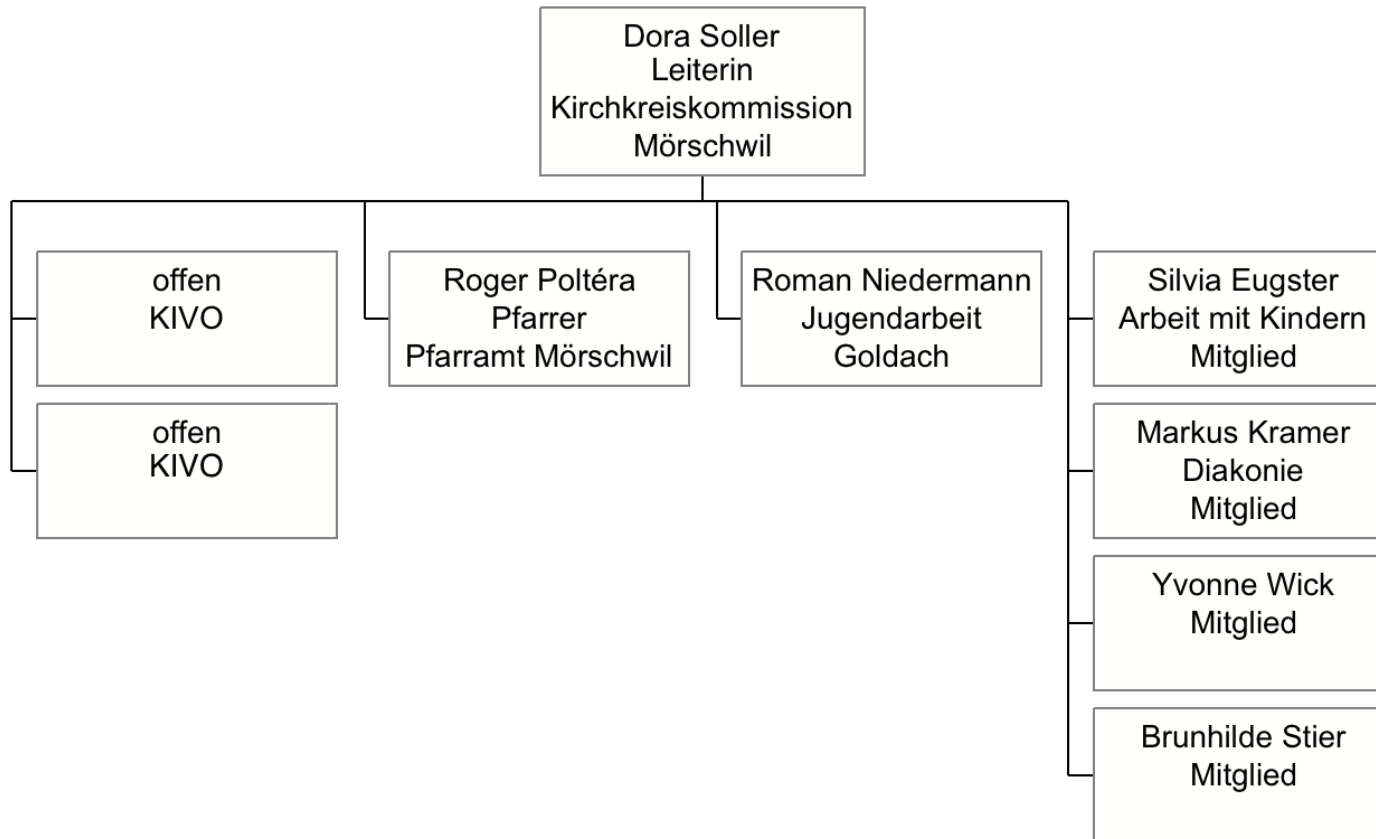 Dora Soller
Leiterin
Kirchkreiskommission
Mörschwil
offen
KIVO
offen
KIVO
Roger Poltéra
Pfarrer
Pfarramt Mörschwil
Roman Niedermann
Jugendarbeit
Goldach
Silvia Eugster
Arbeit mit Kindern
Mitglied
Markus Kramer
Diakonie
Mitglied
Yvonne Wick
Mitglied
Brunhilde Stier
Mitglied